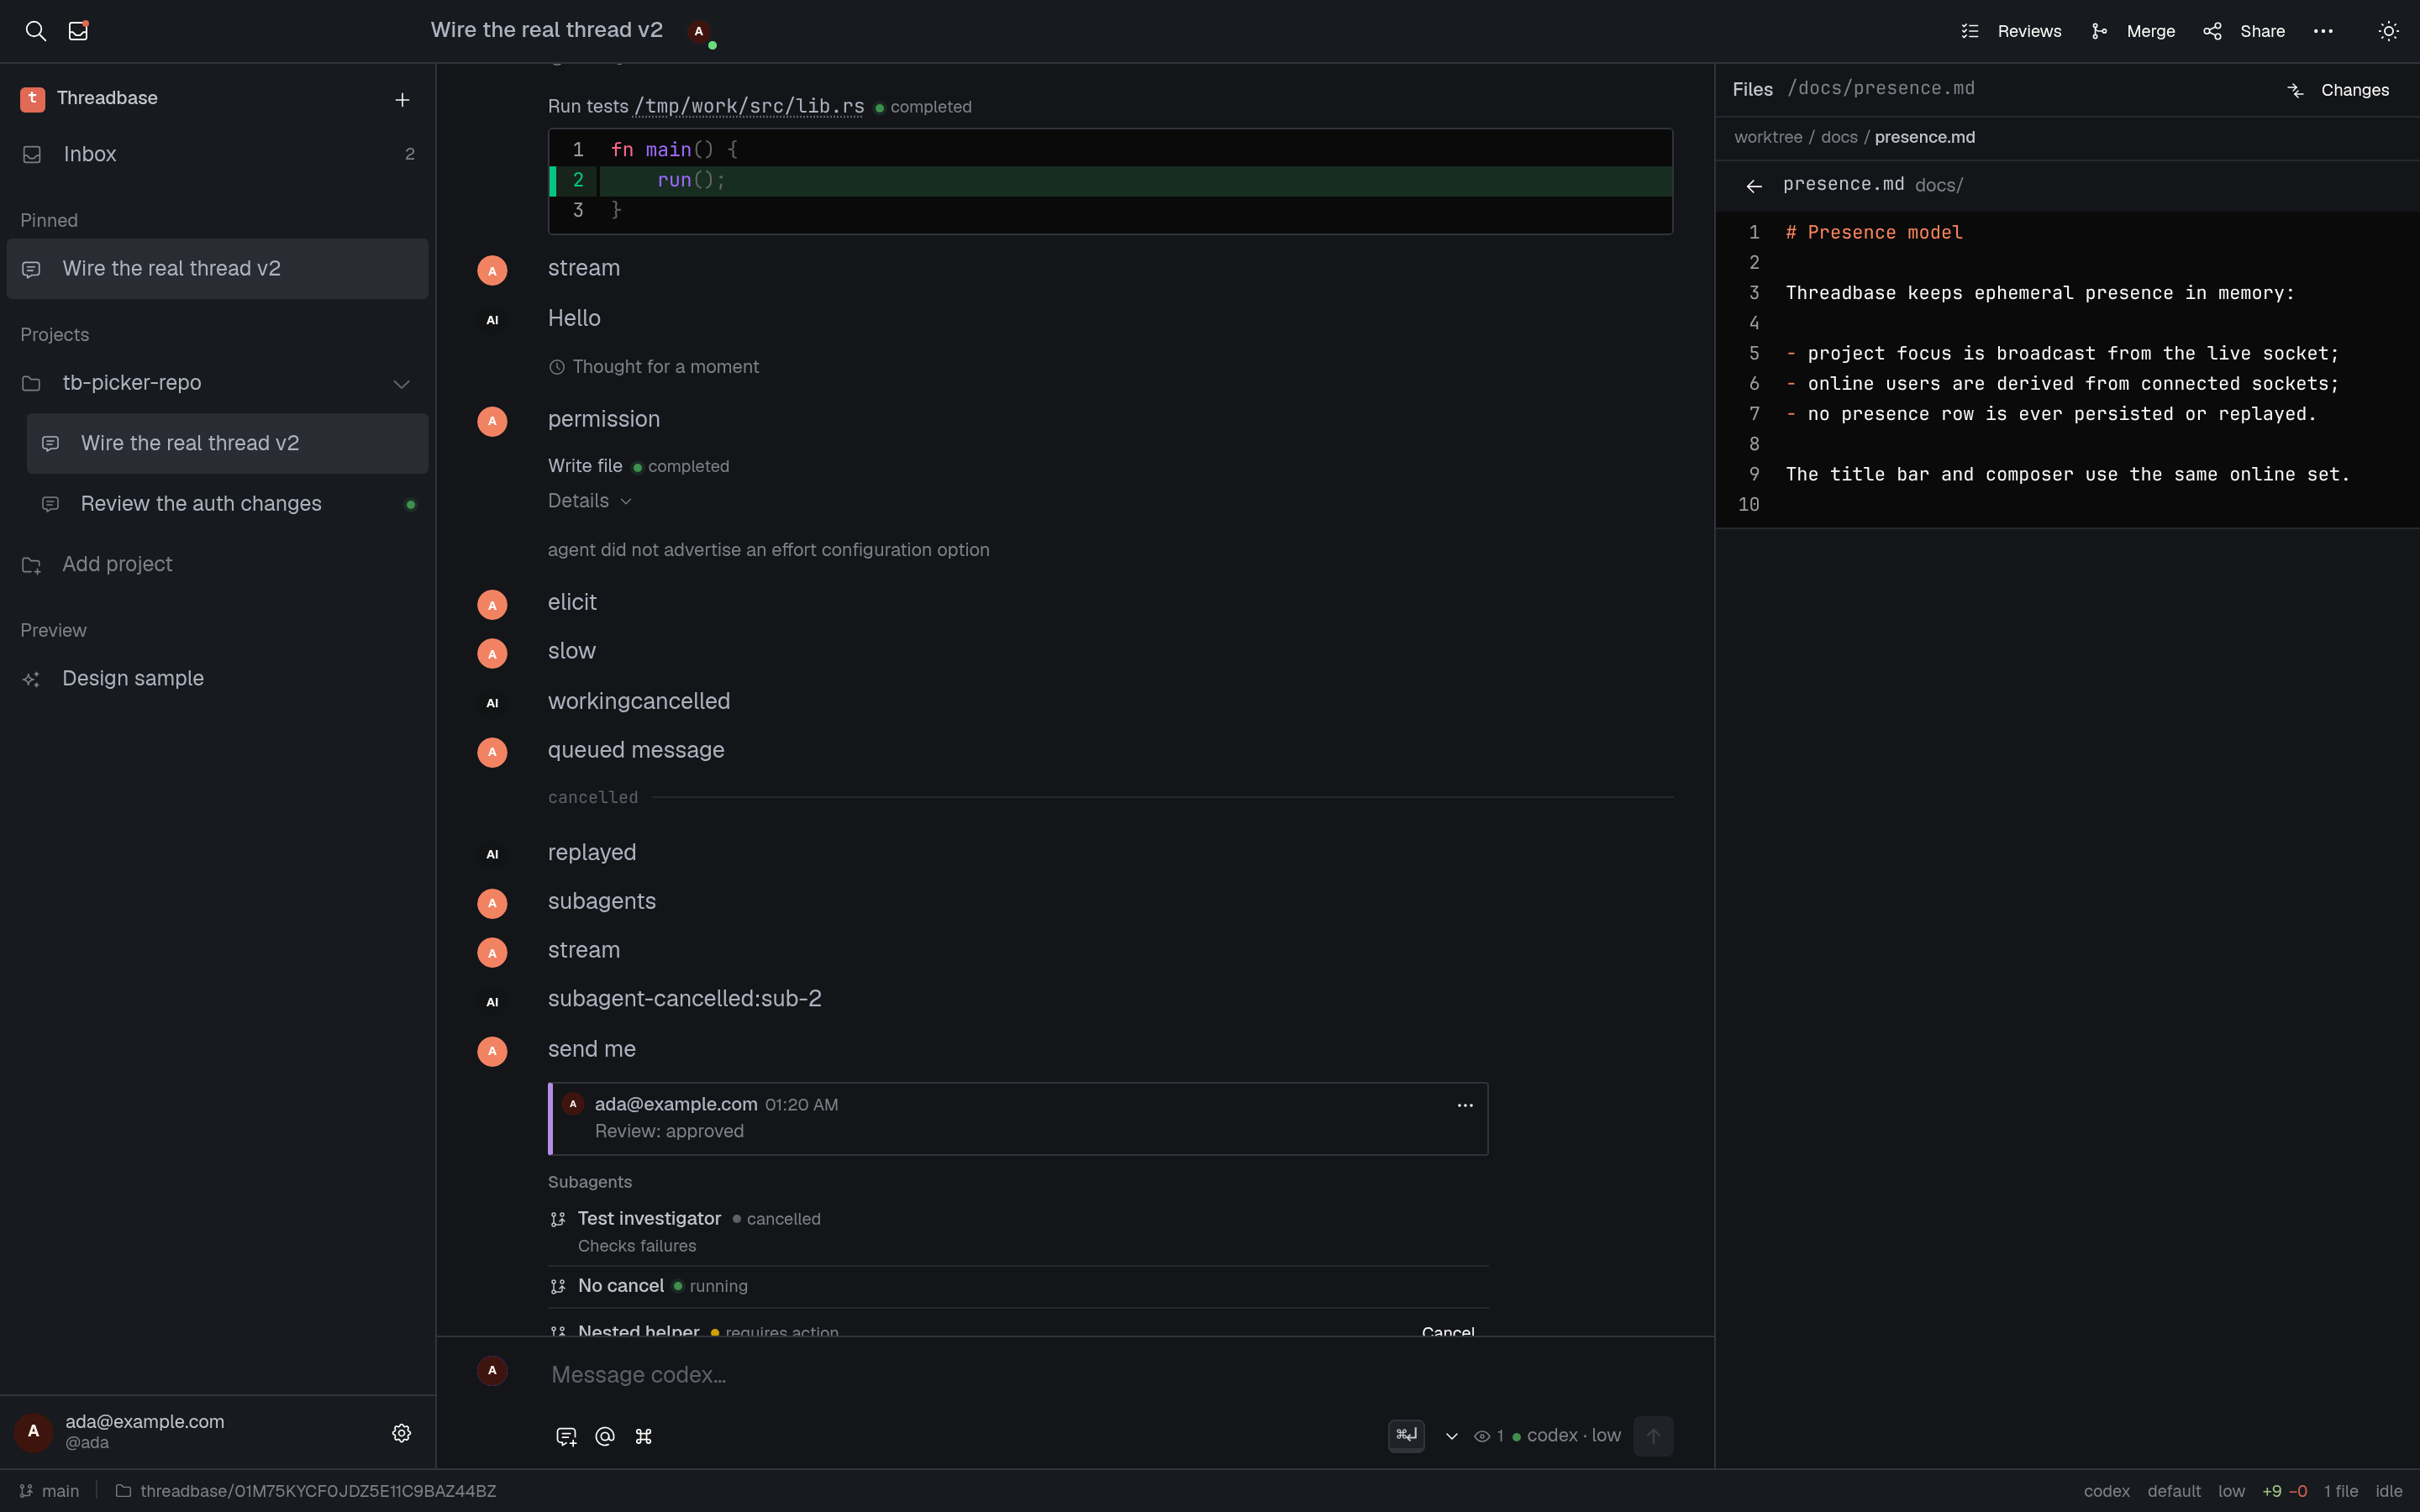 Wire the real thread v2
A
Reviews
Merge
Share
t
Threadbase
Inbox
2
Pinned
Wire the real thread v2
Projects
tb-picker-repo
Wire the real thread v2
Review the auth changes
Add project
Preview
Design sample
ada@example.com
A
@ada
Run tests /tmp/work/src/lib.rs completed
1 fn main() {
2 run();
3 }
A stream
AI Hello
Thought for a moment
A permission
Write file completed
Details
agent did not advertise an effort configuration option
A elicit
A slow
AI workingcancelled
A queued message
cancelled
AI replayed
A subagents
A stream
AI subagent-cancelled:sub-2
A send me
A ada@example.com 01:20 AM
Review: approved
Subagents
Test investigator cancelled
Checks failures
No cancel running
Nested helper requires action Cancel
A Message codex…
1 codex · low
Files /docs/presence.md Changes
worktree / docs / presence.md
presence.md docs/
1 # Presence model
2
3 Threadbase keeps ephemeral presence in memory:
4
5 - project focus is broadcast from the live socket;
6 - online users are derived from connected sockets;
7 - no presence row is ever persisted or replayed.
8
9 The title bar and composer use the same online set.
10
main threadbase/01M75KYCF0JDZ5E11C9BAZ44BZ
codex default low +9 −0 1 file idle